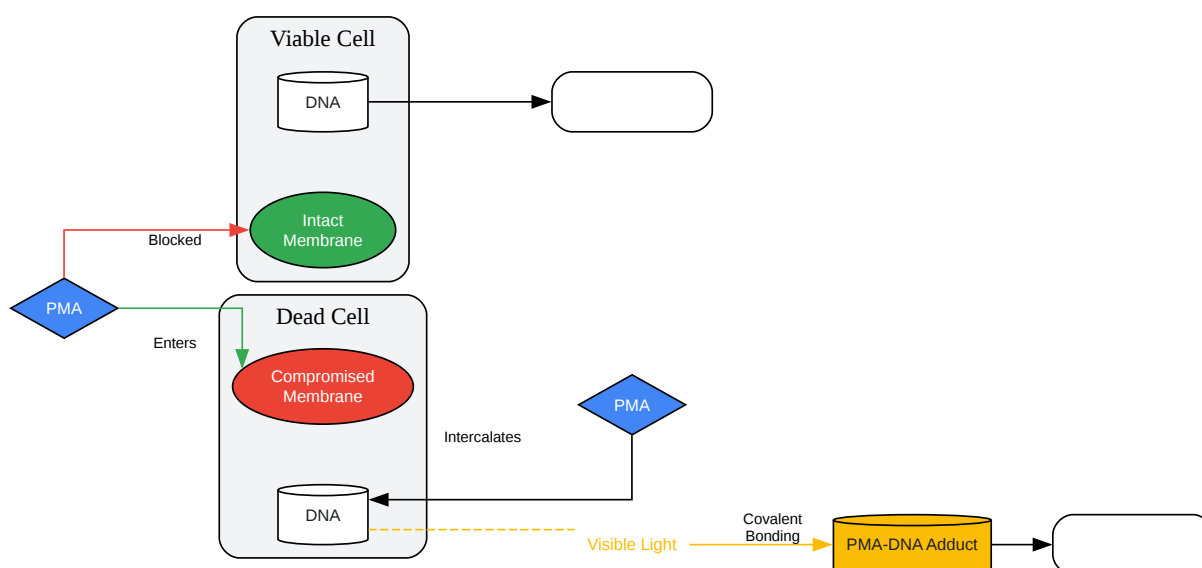 Viable Cell
DNA
Intact
Membrane
Blocked
PMA
Enters
Dead Cell
Compromised
Membrane
PMA
Intercalates
DNA
Visible Light
Covalent
Bonding
PMA-DNA Adduct